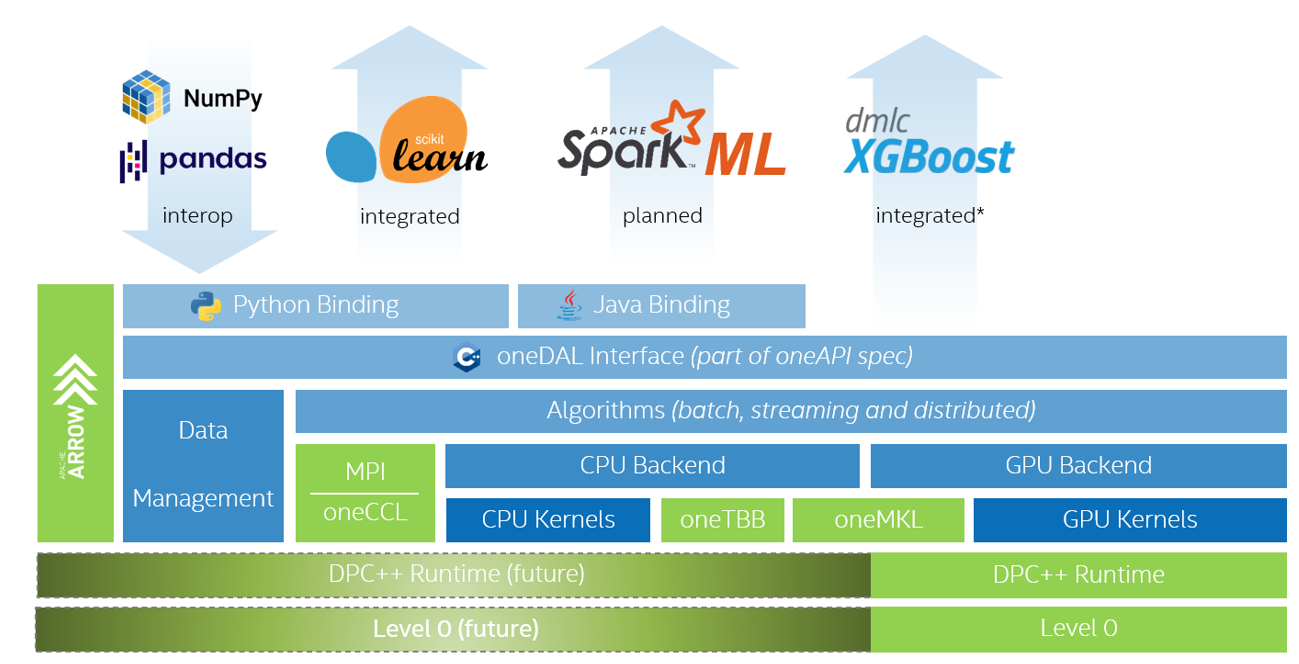 NumPy
pandas
interop
scikit
learn
integrated
APACHE
Spark ML
TM
planned
dmlc
XGBoost
integrated*
APACHE
ARROW
Python Binding
Java Binding
C++ oneDAL Interface (part of oneAPI spec)
Data
Management
Algorithms (batch, streaming and distributed)
MPI
oneCCL
CPU Backend
GPU Backend
CPU Kernels
oneTBB
oneMKL
GPU Kernels
DPC++ Runtime (future)
DPC++ Runtime
Level 0 (future)
Level 0